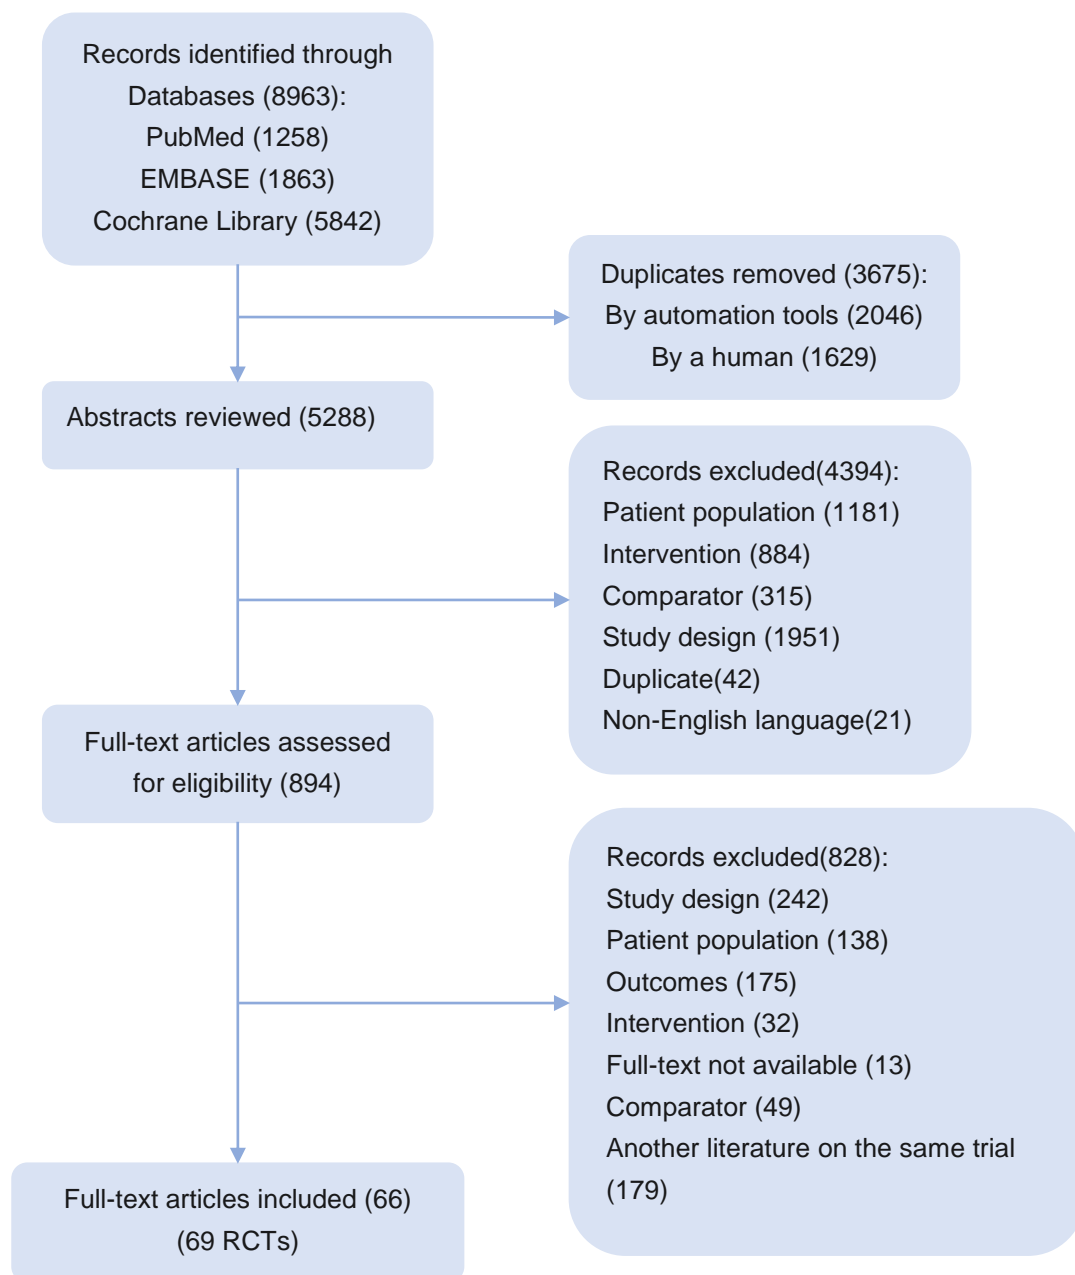 Records identified through
Databases (8963):
PubMed (1258)
EMBASE (1863)
Cochrane Library (5842)
Duplicates removed (3675):
By automation tools (2046)
By a human (1629)
Abstracts reviewed (5288)
Records excluded(4394):
Patient population (1181)
Intervention (884)
Comparator (315)
Study design (1951)
Duplicate(42)
Non-English language(21)
Full-text articles assessed
for eligibility (894)
Records excluded(828):
Study design (242)
Patient population (138)
Outcomes (175)
Intervention (32)
Full-text not available (13)
Comparator (49)
Another literature on the same trial
(179)
Full-text articles included (66)
(69 RCTs)